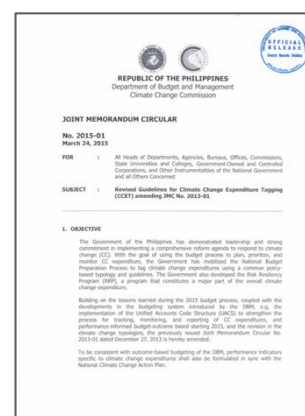 OFFICIAL
RELEASE
REPUBLIC OF THE PHILIPPINES
Department of Budget and Management
Climate Change Commission
JOINT MEMORANDUM CIRCULAR
No. 2015-01
March 24, 2015
FOR : All Heads of Departments, Agencies, Bureaus, Offices, Commissions,
State Universities and Colleges, Government-Owned and Controlled
Corporations, and Other Instrumentalities of the National Government
and all Others Concerned
SUBJECT : Revised Guidelines for Climate Change Expenditure Tagging
(CCET) amending JMC No. 2013-01
1. OBJECTIVE
The Government of the Philippines has demonstrated leadership and strong
commitment in implementing a comprehensive reform agenda to respond to climate
change (CC). With the goal of using the budget process to plan, prioritize, and
monitor CC expenditure, the Government has mobilized the National Budget
Preparation Process to tag climate change expenditures using a common policy-
based typology and guidelines. The Government also developed the Risk Resiliency
Program (RRP), a program that constitutes a major part of the overall climate
change expenditure.
Building on the lessons learned during the 2015 budget process, coupled with the
developments in the budgeting system introduced by the DBM, e.g. the
implementation of the Unified Accounts Code Structure (UACS) to strengthen the
process for tracking, monitoring, and reporting of CC expenditures, and
performance-informed budget-outcome based starting 2015, and the revision in the
climate change typologies, the previously issued Joint Memorandum Circular No.
2013-01 dated December 27, 2013 is hereby amended.
To be consistent with outcome-based budgeting of the DBM, performance indicators
specific to climate change expenditures shall also be formulated in sync with the
National Climate Change Action Plan.